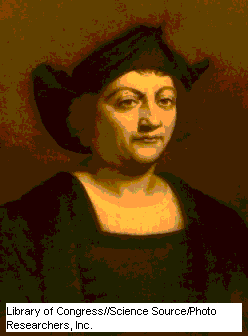 Library of Congress//Science Source/Photo
Researchers, Inc.